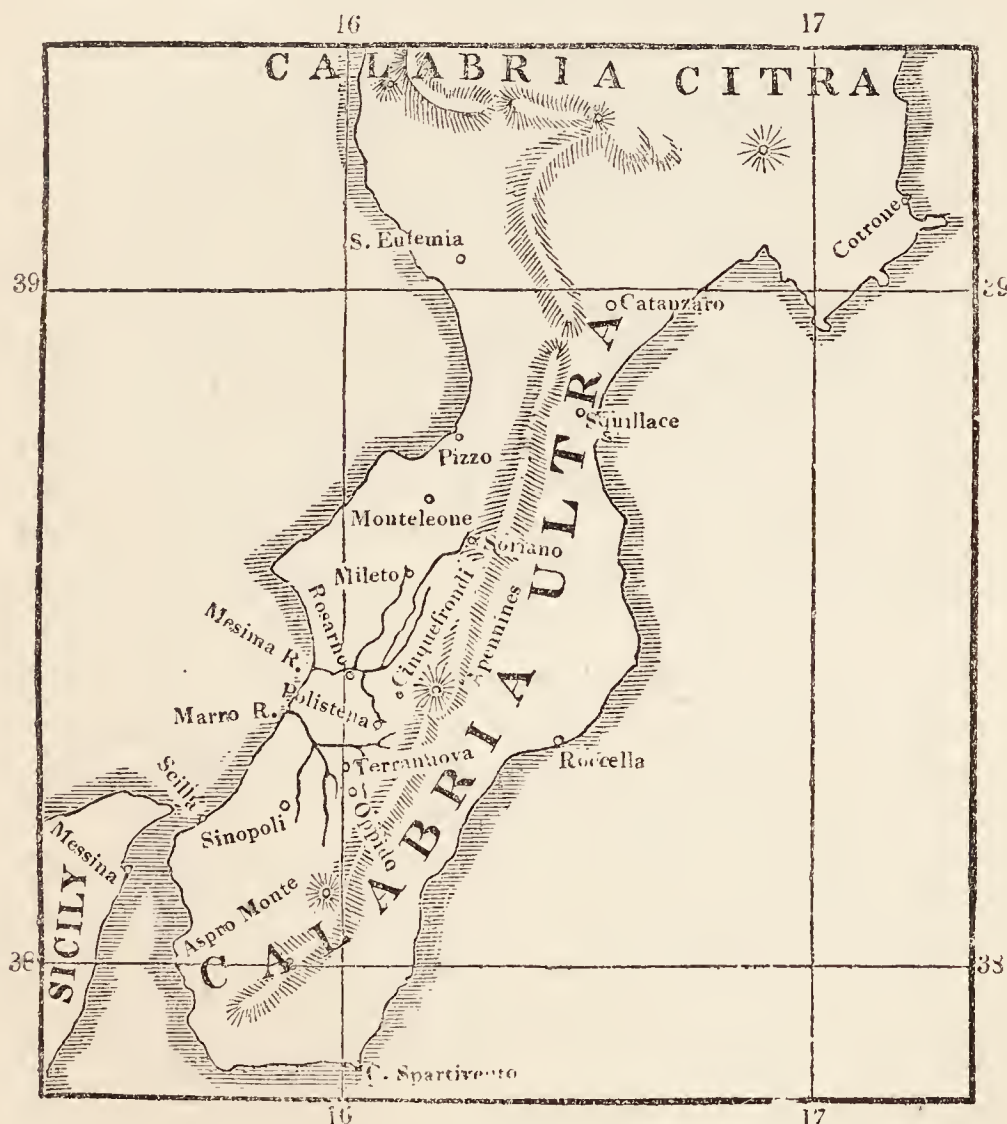 16 17
CALABRIA CITRA
Cotrone
S. Eufemia
39 39
Catanzaro
Squillace
Pizzo
Monteleone
Soriano
Mileto
Rosarno
Cinquefrondi
Mesima R.
Apennines
Polistena
Marro R.
Terranuova
Roccella
Scilla
Oppido
Sinopoli
Messina
Aspro Monte
SICILY
CALABRIA ULTRA
38 38
C. Spartivento
16 17